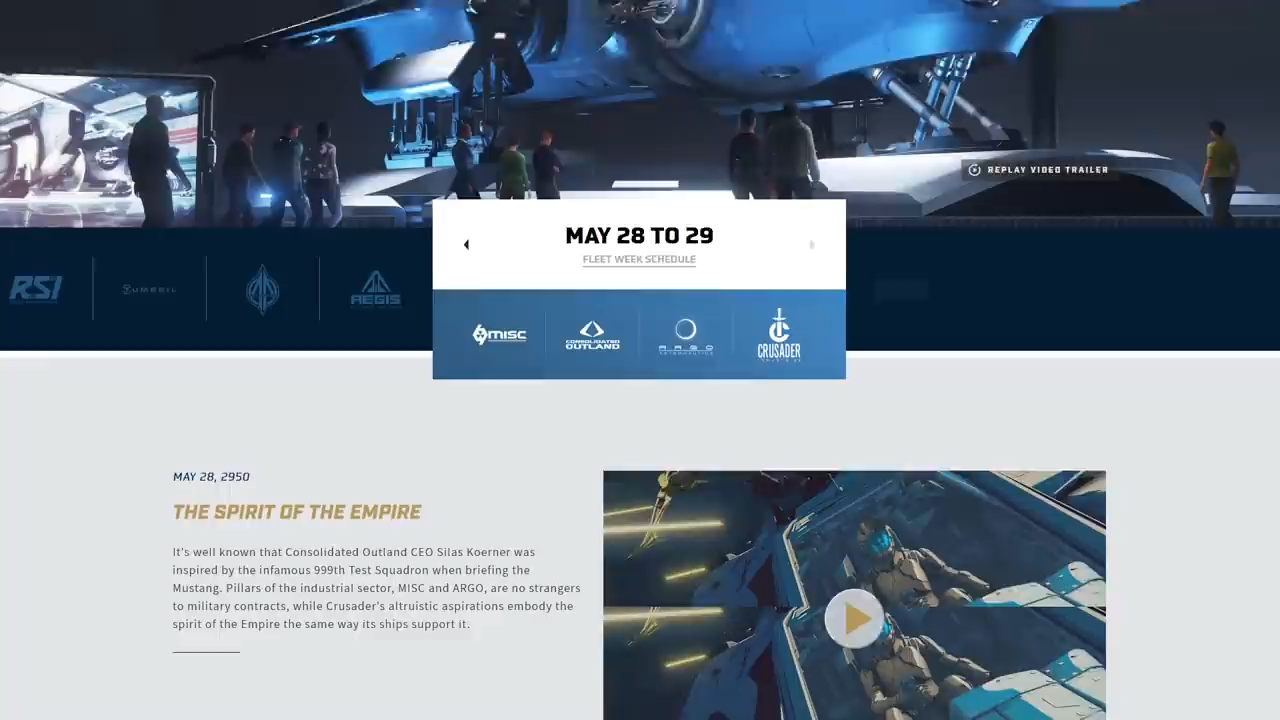 REPLAY VIDEO TRAILER
MAY 28 TO 29
FLEET WEEK SCHEDULE
RSI
AEGIS
MISC
CONSOLIDATED
OUTLAND
ARGO
CRUSADER
MAY 28, 2950
THE SPIRIT OF THE EMPIRE
It's well known that Consolidated Outland CEO Silas Koerner was
inspired by the infamous 999th Test Squadron when briefing the
Mustang. Pillars of the industrial sector, MISC and ARGO, are no strangers
to military contracts, while Crusader's altruistic aspirations embody the
spirit of the Empire the same way its ships support it.